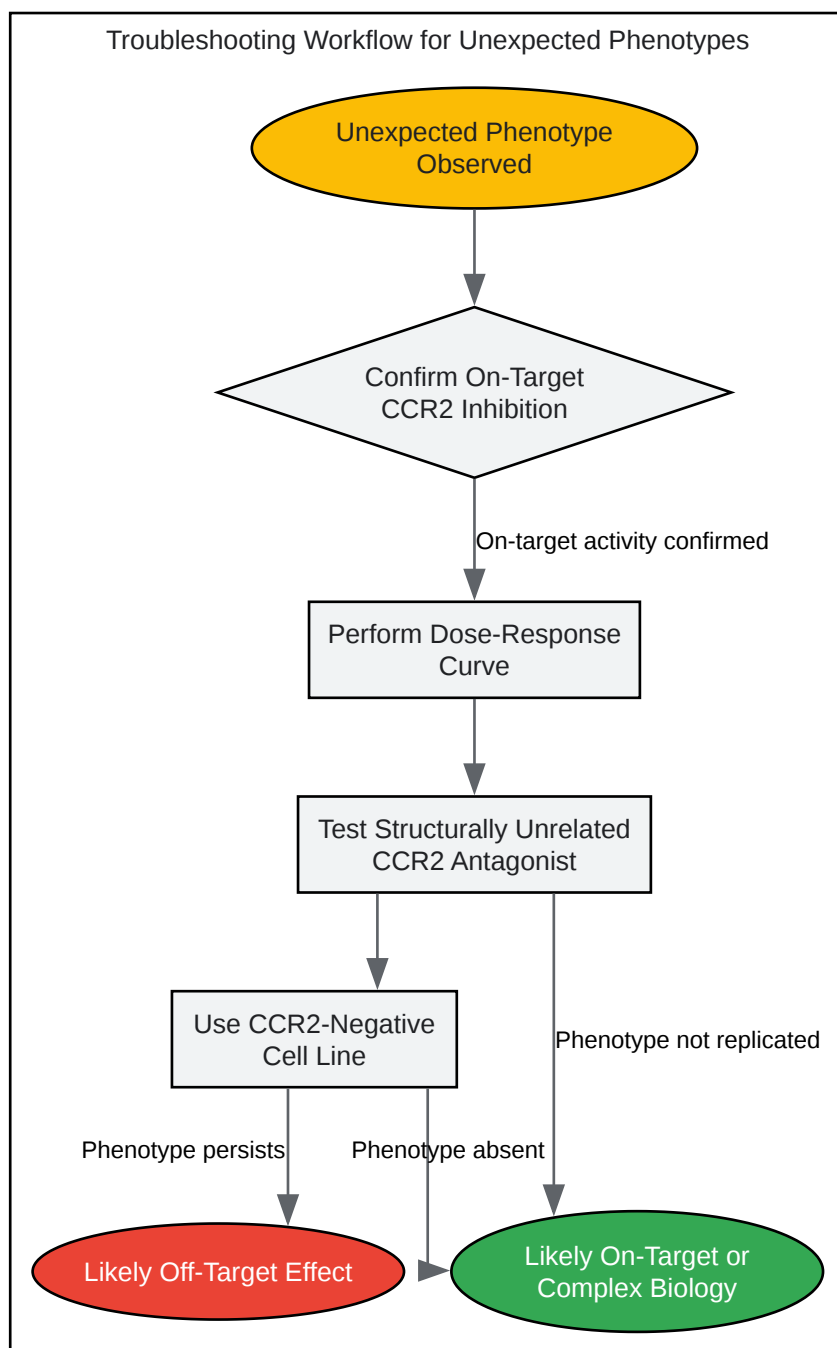 Troubleshooting Workflow for Unexpected Phenotypes
Unexpected Phenotype
Observed
Confirm On-Target
CCR2 Inhibition
On-target activity confirmed
Perform Dose-Response
Curve
Test Structurally Unrelated
CCR2 Antagonist
Use CCR2-Negative
Cell Line
Phenotype not replicated
Phenotype persists
Phenotype absent
Likely Off-Target Effect
Likely On-Target or
Complex Biology